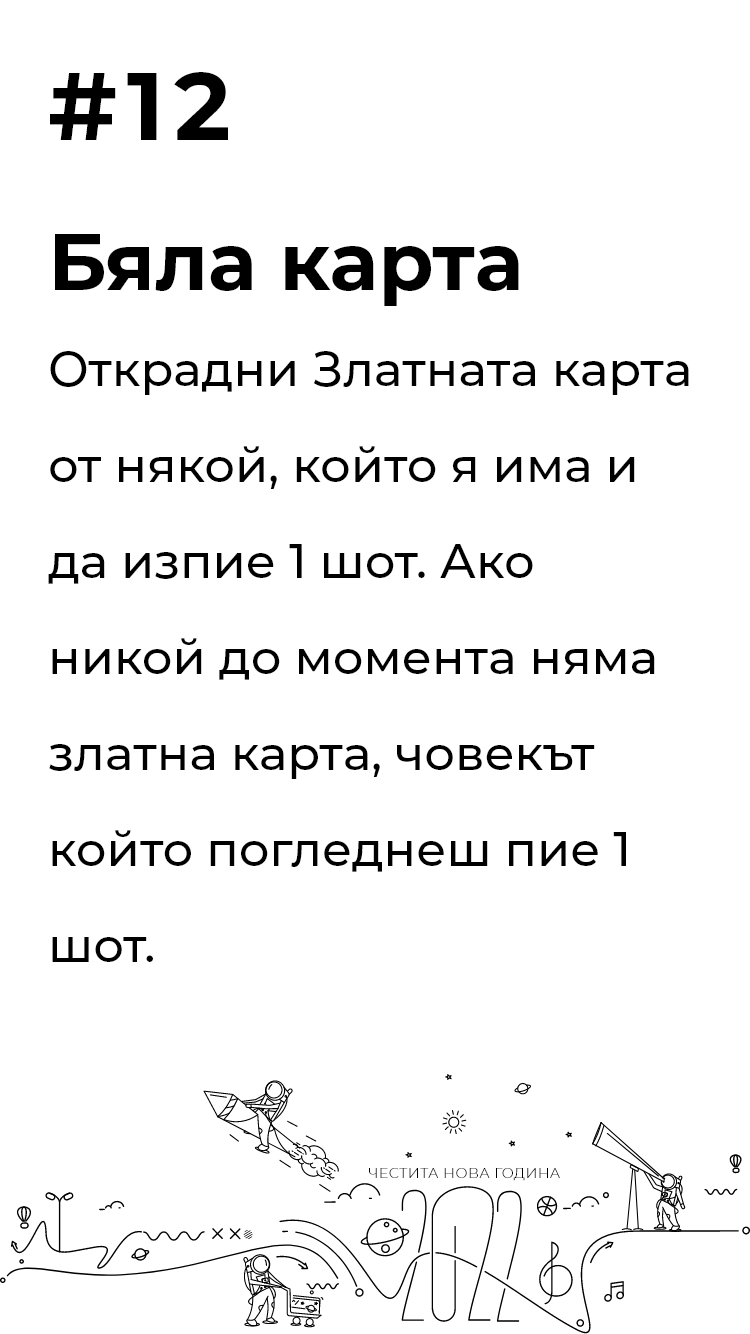 #12
Бяла карта
Открадни Златната карта
от някой, който я има и
да изпие 1 шот. Ако
никой до момента няма
златна карта, човекът
който погледнеш пие 1
шот.
ЧЕСТИТА НОВА ГОДИНА
2022